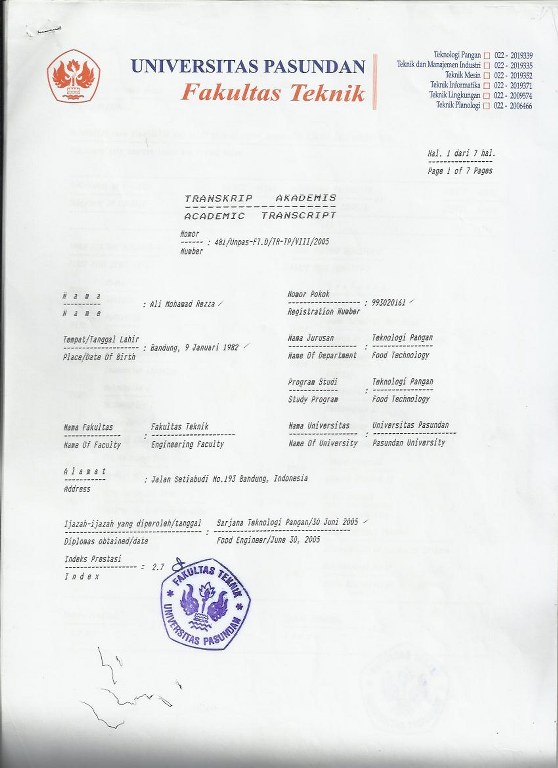 UNIVERSITAS PASUNDAN
Fakultas Teknik
Teknologi Pangan 022 - 2019339
Teknik dan Manajemen Industri 022 - 2019335
Teknik Mesin 022 - 2019352
Teknik Informatika 022 - 2019371
Teknik Lingkungan 022 - 2009574
Teknik Planologi 022 - 2006466
Hal. 1 dari 7 hal.
Page 1 of 7 Pages
TRANSKRIP AKADEMIS
ACADEMIC TRANSCRIPT
Nomor
: 481/Unpas-FT.D/TR-TP/VIII/2005
Number
N a m a
: Ali Mohamad Rezza
N a m e
Nomor Pokok
: 993020161
Registration Number
Tempat/Tanggal Lahir
: Bandung, 9 Januari 1982
Place/Date Of Birth
Nama Jurusan : Teknologi Pangan
Name Of Department Food Technology
Program Studi : Teknologi Pangan
Study Program Food Technology
Nama Fakultas : Fakultas Teknik
Name Of Faculty Engineering Faculty
Nama Universitas : Universitas Pasundan
Name Of University Pasundan University
A l a m a t
: Jalan Setiabudi No.193 Bandung, Indonesia
Address
Ijazah-ijazah yang diperoleh/tanggal : Sarjana Teknologi Pangan/30 Juni 2005
Diplomas obtained/date Food Engineer/June 30, 2005
Indeks Prestasi
: 2.7
I n d e x
FAKULTAS TEKNIK
UNIVERSITAS PASUNDAN